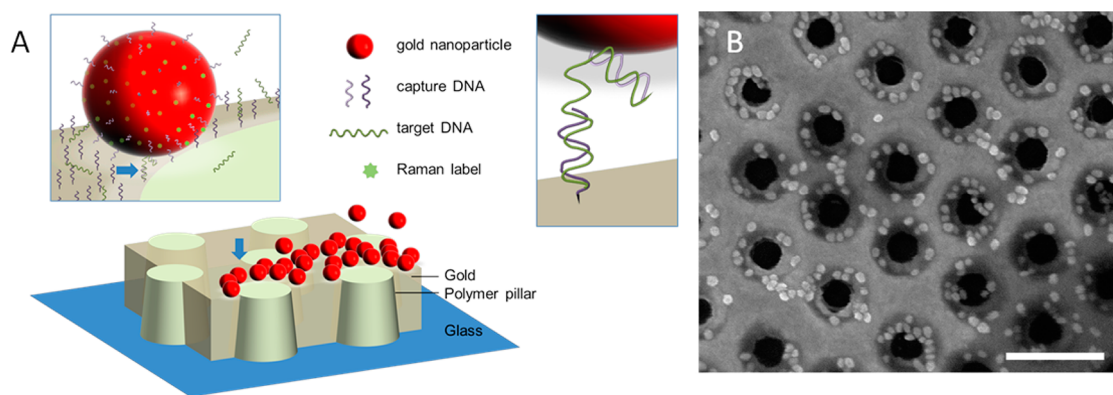 A
gold nanoparticle
capture DNA
target DNA
Raman label
Gold
Polymer pillar
Glass
B